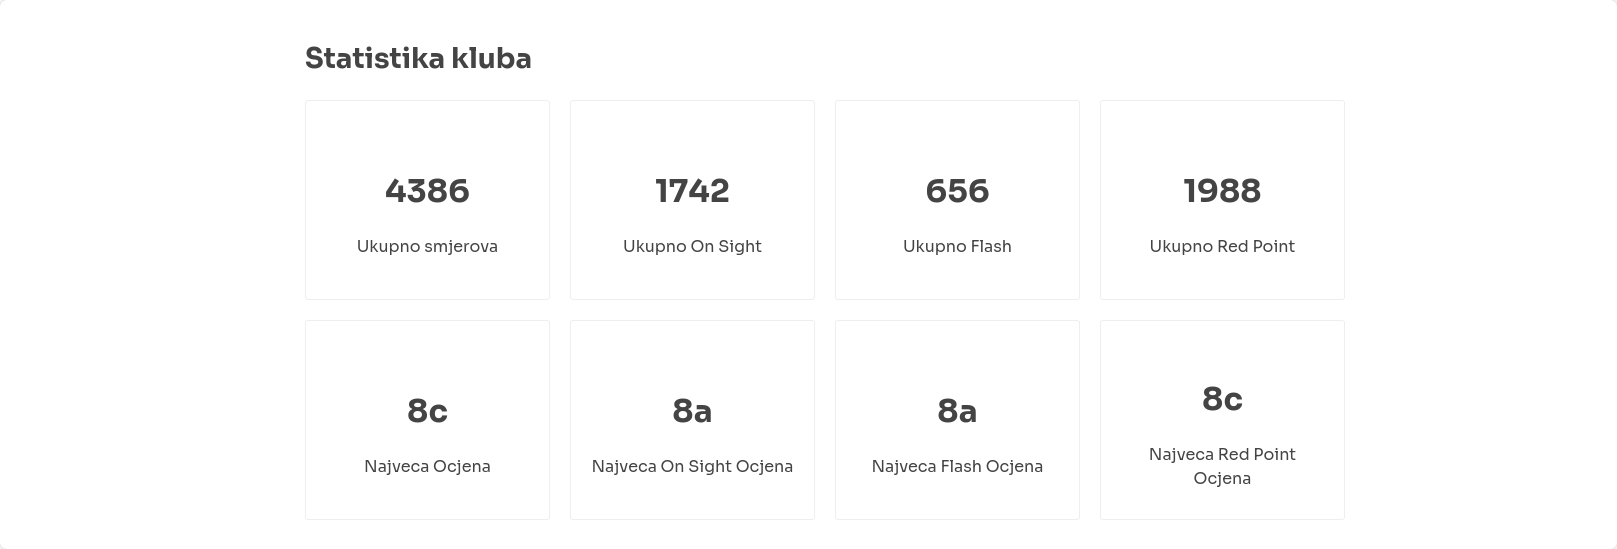 Statistika kluba
4386
Ukupno smjerova
1742
Ukupno On Sight
656
Ukupno Flash
1988
Ukupno Red Point
8c
Najveca Ocjena
8a
Najveca On Sight Ocjena
8a
Najveca Flash Ocjena
8c
Najveca Red Point
Ocjena